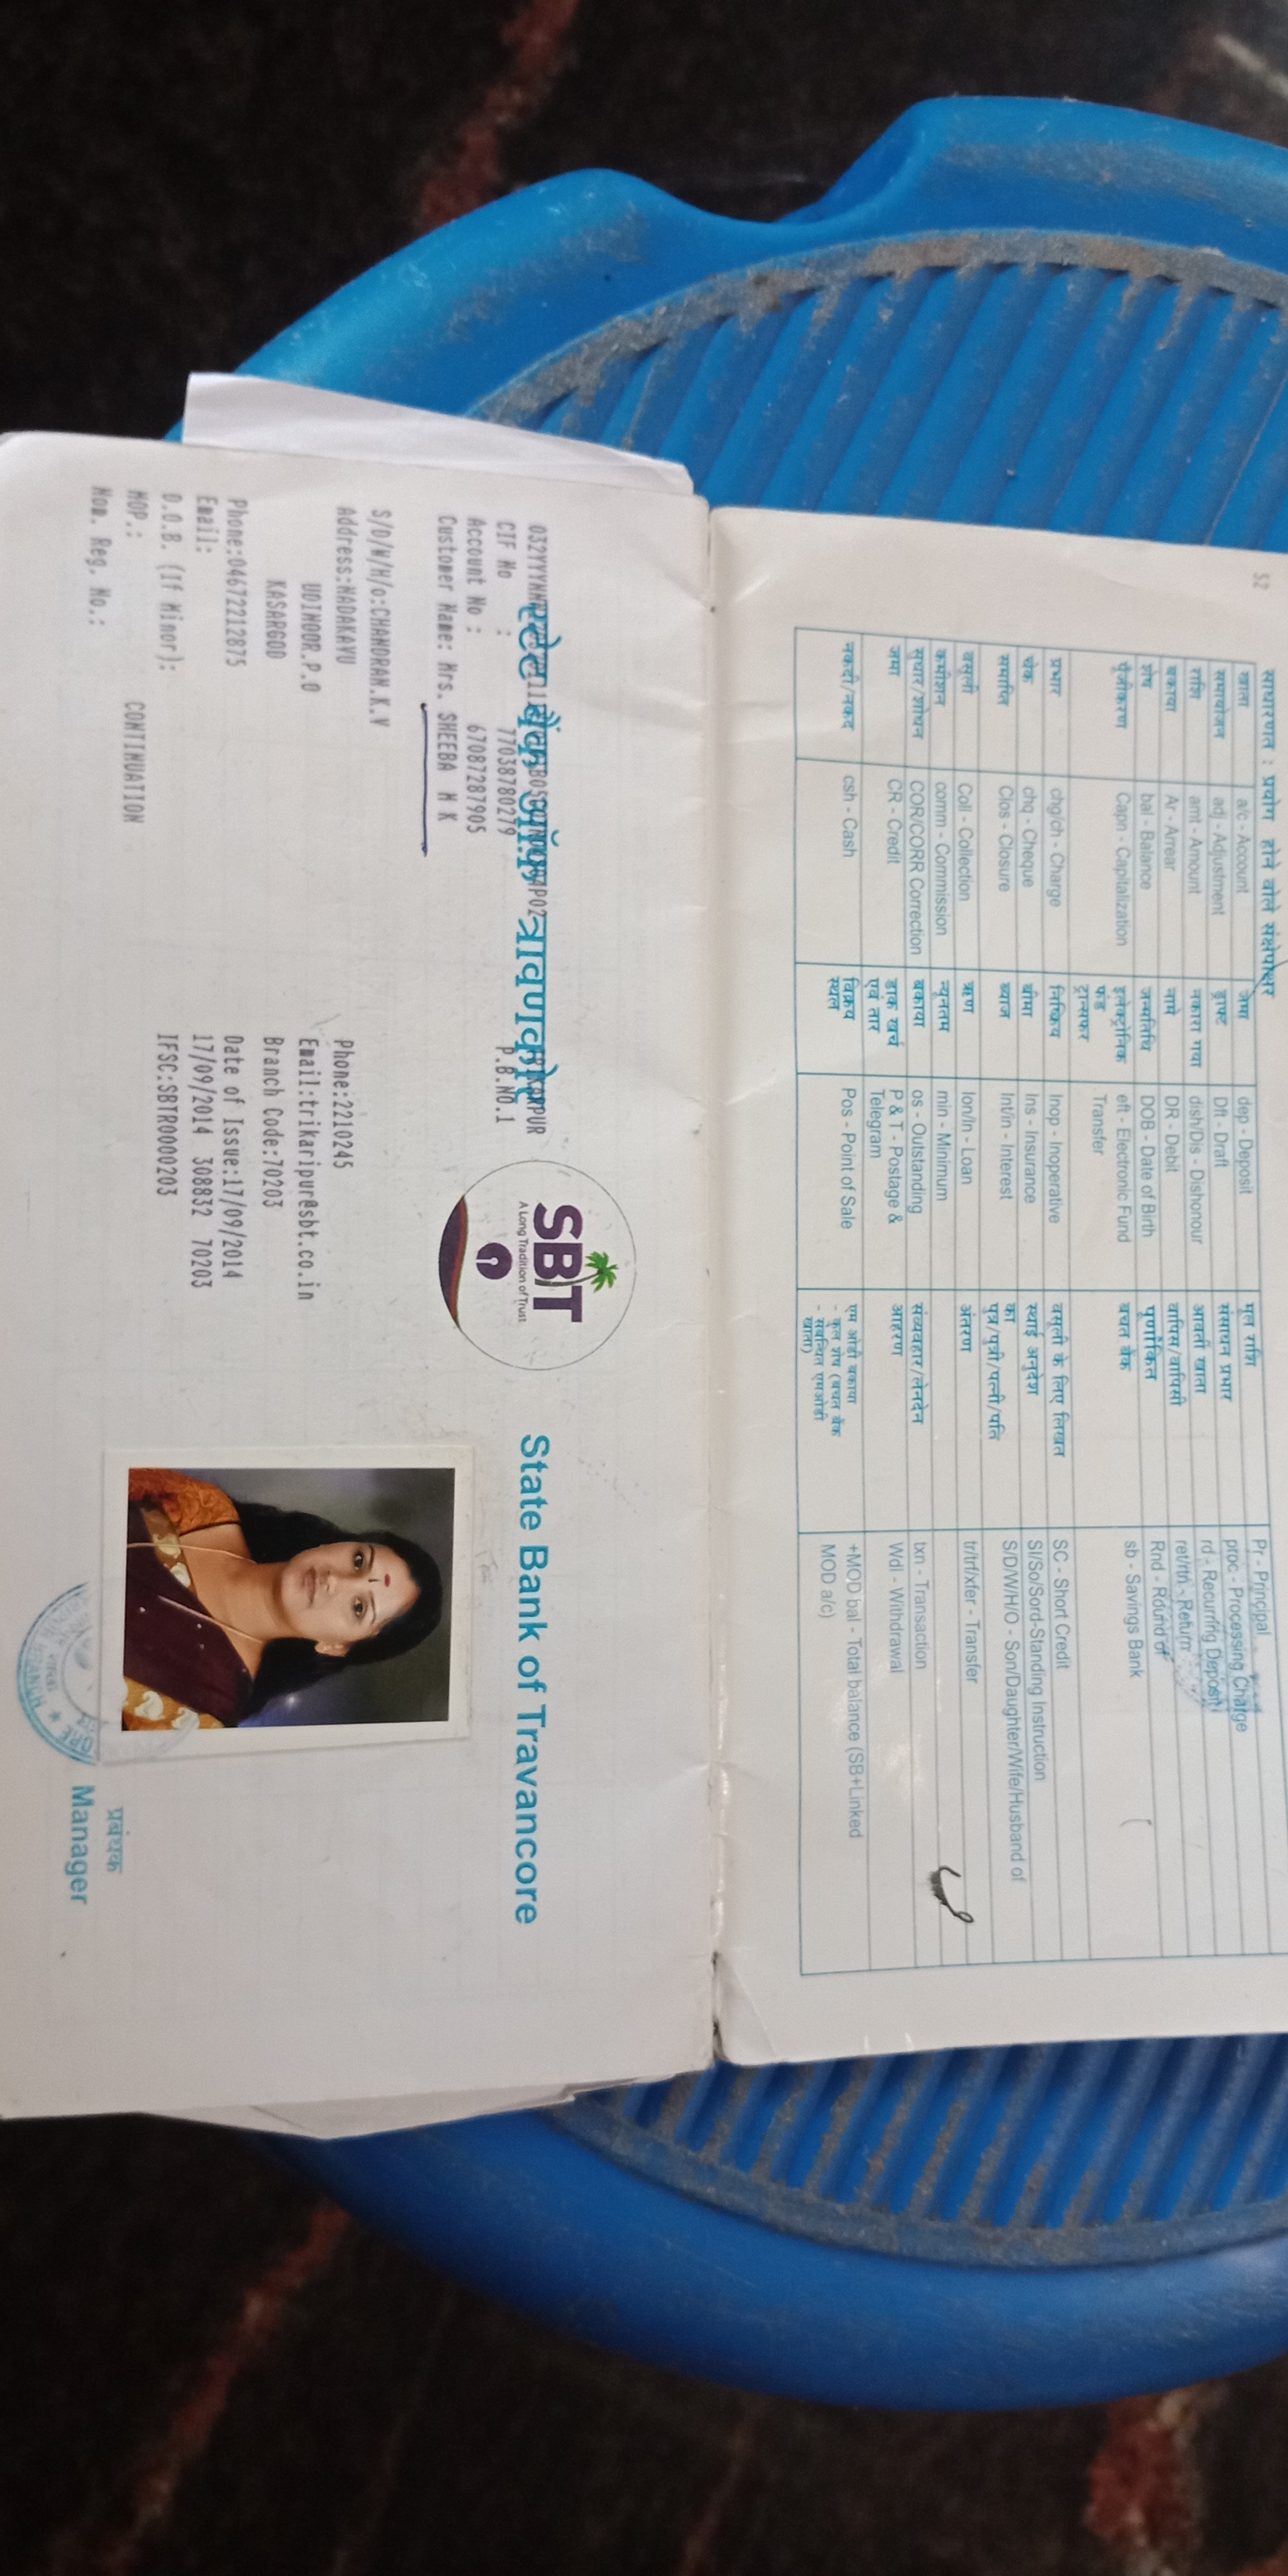 52
साधारणत : प्रयोग होने वाले संक्षेपाक्षर
खाता a/c - Acount जमा dep - Deposit मूल राशि Pr - Principal
समायोजन adj - Adjustment ड्राफ्ट Dft - Draft संसाधन प्रभार proc - Processing Charge
राशि amt - Amount नकारा गया dish/Dis - Dishonour आवर्ती खाता rd - Recurring Deposit
बकाया Ar - Arrear नामे DR - Debit वापिस/वापिसी ret/rtn - Return
शेष bal - Balance जन्मतिथि DOB - Date of Birth पूर्णांकित Rnd - Round of
पूंजीकरण Capn - Capitalization इलेक्ट्रोनिक eft - Electronic Fund बचत बैंक sb - Savings Bank
फंड Transfer
ट्रान्सफर
प्रभार chg/ch - Charge निष्क्रिय Inop - Inoperative वसूली के लिए लिखत SC - Short Credit
चेक chq - Cheque बीमा Ins - Insurance स्थाई अनुदेश SI/So/Sord-Standing Instruction
समाप्ति Clos - Closure ब्याज Int/in - Interest का S/D/W/H/O - Son/Daughter/Wife/Husband of
पुत्र/पुत्री/पत्नी/पति
वसूली Coll - Collection ऋण lon/ln - Loan अंतरण tr/trf/xfer - Transfer
कमीशन comm - Commission न्यूनतम min - Minimum
सुधार/शोधन COR/CORR Correction बकाया os - Outstanding संव्यवहार/लेनदेन txn - Transaction
जमा CR - Credit डाक खर्च P & T - Postage & आहरण Wdl - Withdrawal
एवं तार Telegram
नकदी/नकद csh - Cash विक्रय Pos - Point of Sale एम ओडी बकाया +MOD bal - Total balance (SB+Linked
स्थल - कुल शेष (बचत बैंक MOD a/c)
- सबन्धित एमओडी
खाता)
स्टेट बैंक ऑफ त्रावणकोर
SBT
A Long Tradition of Trust
State Bank of Travancore
P.B.NO.1
CIF No : 77038780279
Account No : 67087287905
Customer Name: Mrs. SHEEBA M K
S/D/W/H/o:CHANDRAN.K.V
Address:MADAKAVU Phone:2210245
UDINOOR.P.O Email:trikaripur@sbt.co.in
KASARGOD Branch Code:70203
Phone:04672212875 Date of Issue:17/09/2014
Email: 17/09/2014 308832 70203
D.O.B. (If Minor): IFSC:SBTR0000203
MOP.: CONTINUATION
Nom. Reg. No.:
प्रबंधक
Manager